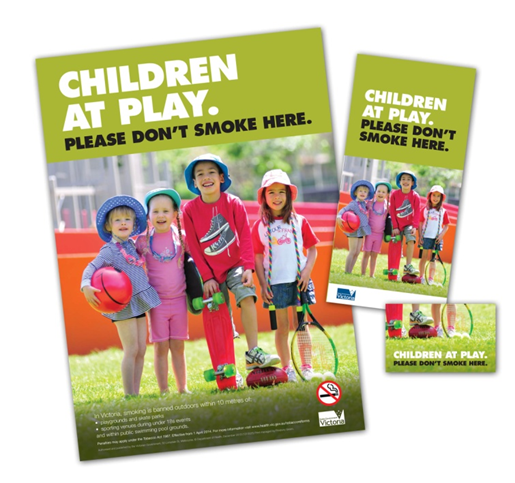 CHILDREN
AT PLAY.
PLEASE DON'T SMOKE HERE.
In Victoria, smoking is banned outdoors within 10 metres of:
• playgrounds and skate parks
• sporting venues during under 18s events
and within public swimming pool grounds.
Victoria
CHILDREN
AT PLAY.
PLEASE DON'T
SMOKE HERE.
Victoria
CHILDREN AT PLAY.
PLEASE DON'T SMOKE HERE.